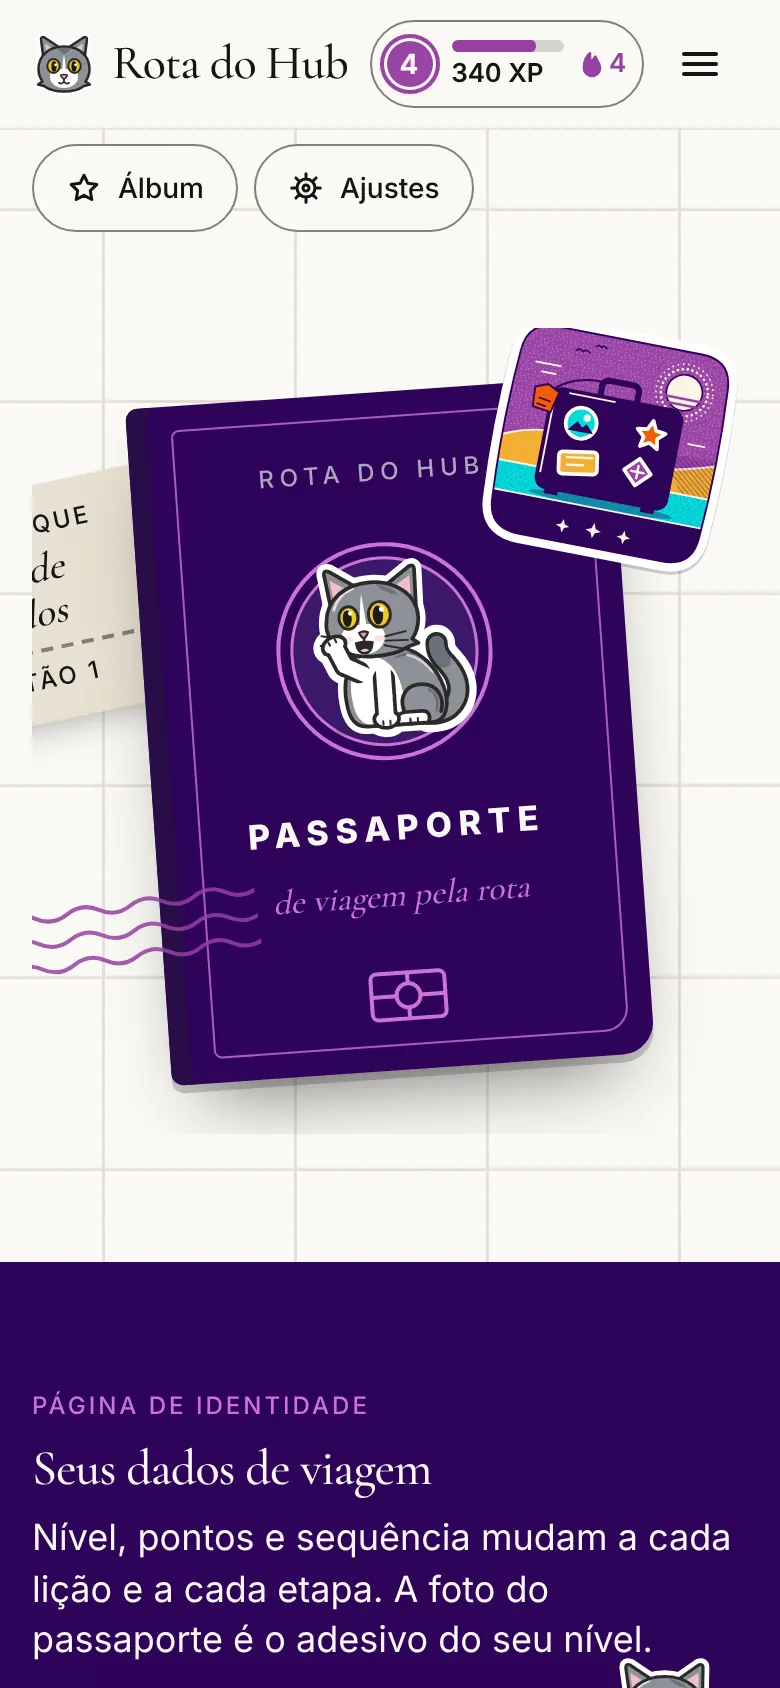 Rota do Hub
4
340 XP
4
Álbum
Ajustes
ROTA DO HUB
QUE
de
los
TÃO 1
PASSAPORTE
de viagem pela rota
PÁGINA DE IDENTIDADE
Seus dados de viagem
Nível, pontos e sequência mudam a cada
lição e a cada etapa. A foto do
passaporte é o adesivo do seu nível.